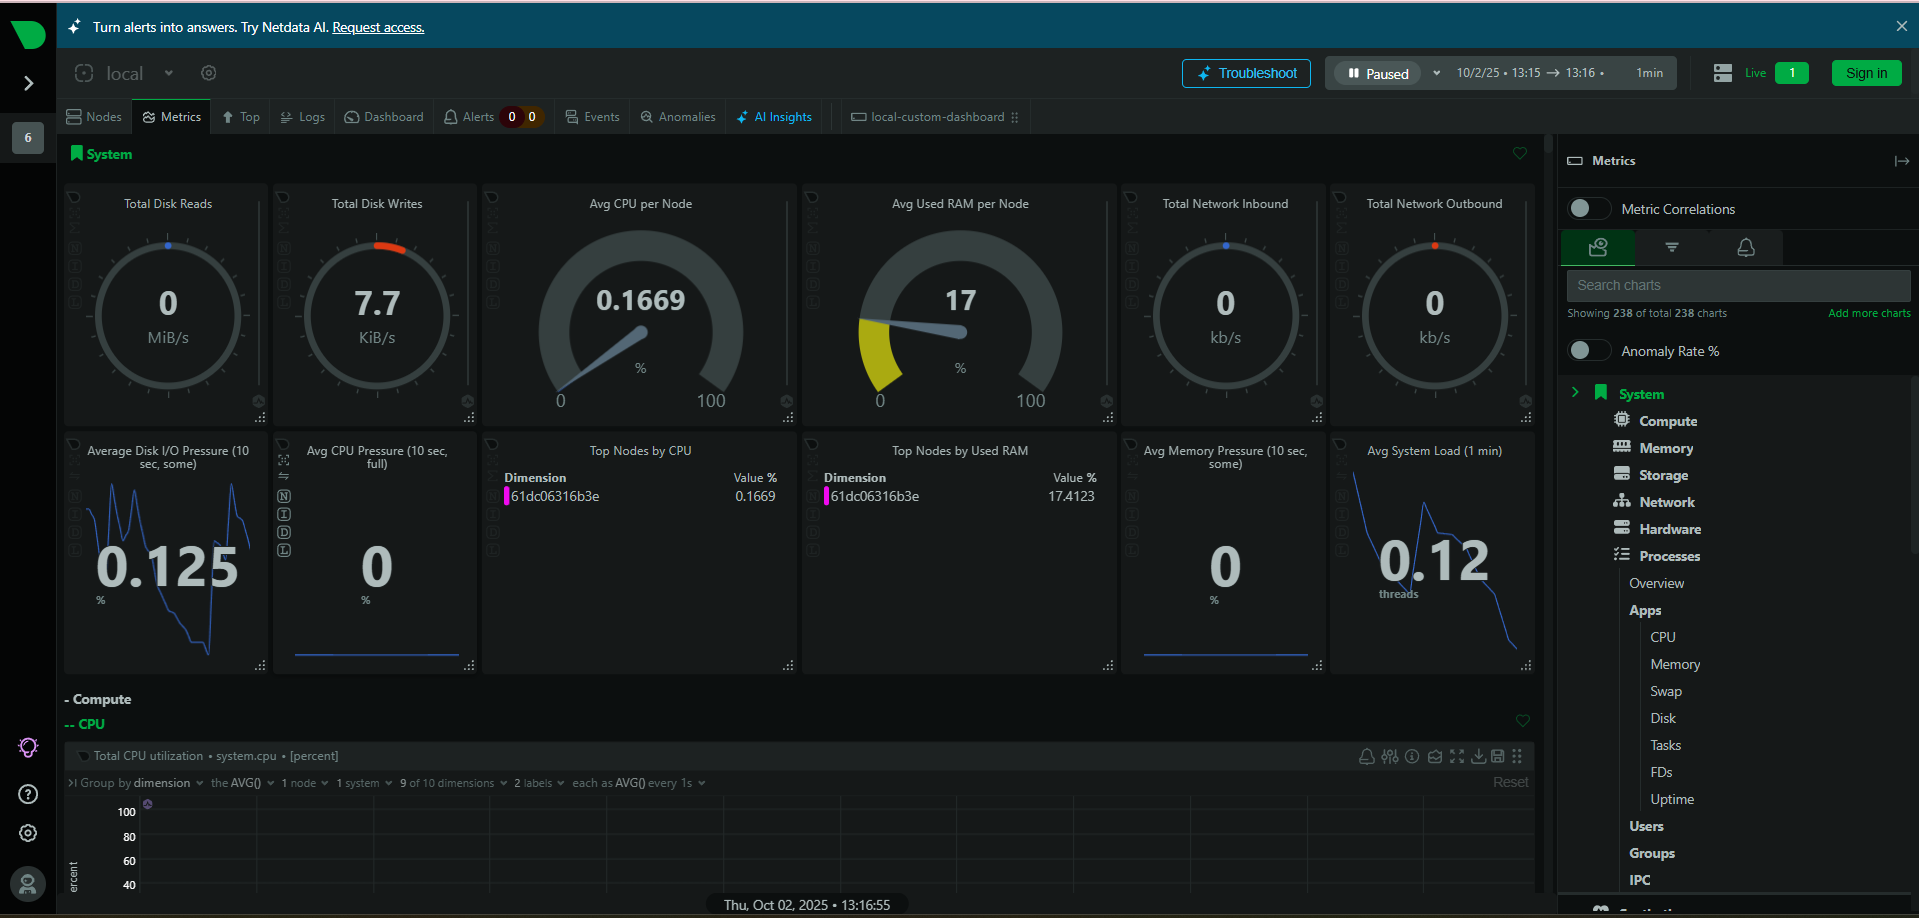 Turn alerts into answers. Try Netdata AI. Request access.
local
Troubleshoot
Paused
10/2/25 • 13:15 → 13:16 •
1min
Live
1
Sign in
6
Nodes
Metrics
Top
Logs
Dashboard
Alerts 0 0
Events
Anomalies
AI Insights
local-custom-dashboard
System
Total Disk Reads
0
MiB/s
Total Disk Writes
7.7
KiB/s
Avg CPU per Node
0.1669
%
0 100
Avg Used RAM per Node
17
%
0 100
Total Network Inbound
0
kb/s
Total Network Outbound
0
kb/s
Average Disk I/O Pressure (10
sec, some)
0.125
%
Avg CPU Pressure (10 sec,
full)
N
I
D
L
0
%
Top Nodes by CPU
Dimension Value %
61dc06316b3e 0.1669
Top Nodes by Used RAM
Dimension Value %
61dc06316b3e 17.4123
Avg Memory Pressure (10 sec,
some)
0
%
Avg System Load (1 min)
0.12
threads
- Compute
-- CPU
Total CPU utilization • system.cpu • [percent]
Group by dimension the AVG() 1 node 1 system 9 of 10 dimensions 2 labels each as AVG() every 1s
Reset
100
80
60
40
ercent
Thu, Oct 02, 2025 • 13:16:55
Metrics
Metric Correlations
Search charts
Showing 238 of total 238 charts
Add more charts
Anomaly Rate %
System
Compute
Memory
Storage
Network
Hardware
Processes
Overview
Apps
CPU
Memory
Swap
Disk
Tasks
FDs
Uptime
Users
Groups
IPC